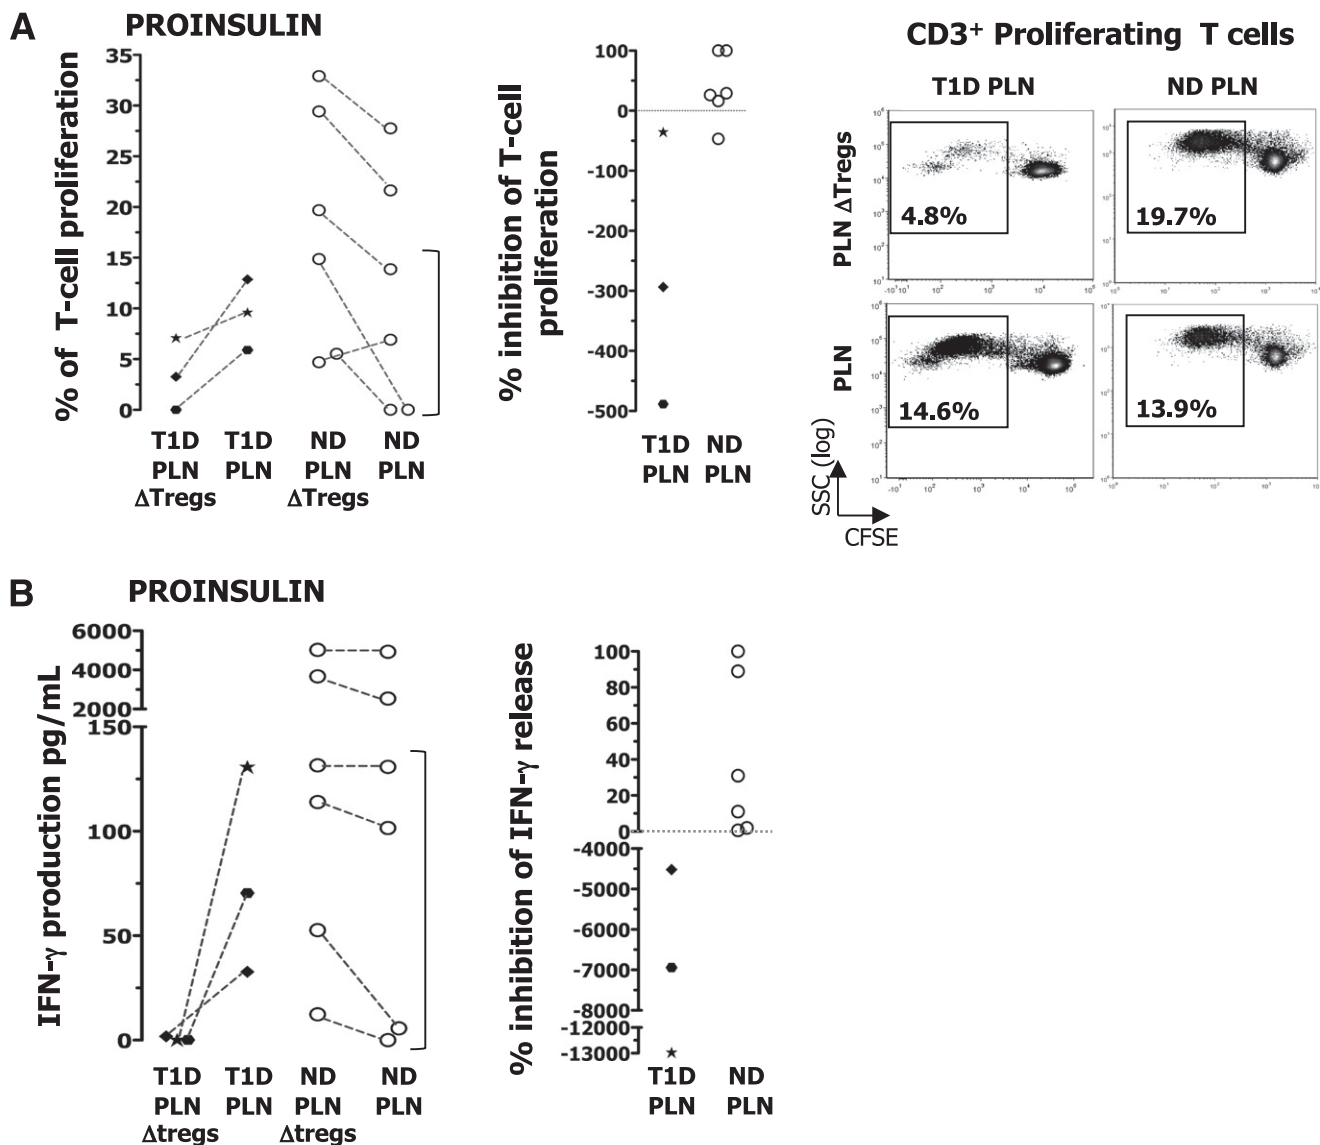 A
PROINSULIN
% of T-cell proliferation
35
30
25
20
15
10
5
0
T1D PLN ΔTregs
T1D PLN
ND PLN ΔTregs
ND PLN
% inhibition of T-cell proliferation
100
0
-100
-200
-300
-400
-500
T1D PLN
ND PLN
CD3⁺ Proliferating T cells
T1D PLN
ND PLN
PLN ΔTregs
4.8%
19.7%
PLN
14.6%
13.9%
SSC (log)
CFSE
B
PROINSULIN
IFN-γ production pg/mL
6000
4000
2000
150
100
50
0
T1D PLN Δtregs
T1D PLN
ND PLN Δtregs
ND PLN
% inhibition of IFN-γ release
100
80
60
40
20
0
-4000
-5000
-6000
-7000
-8000
-12000
-13000
T1D PLN
ND PLN